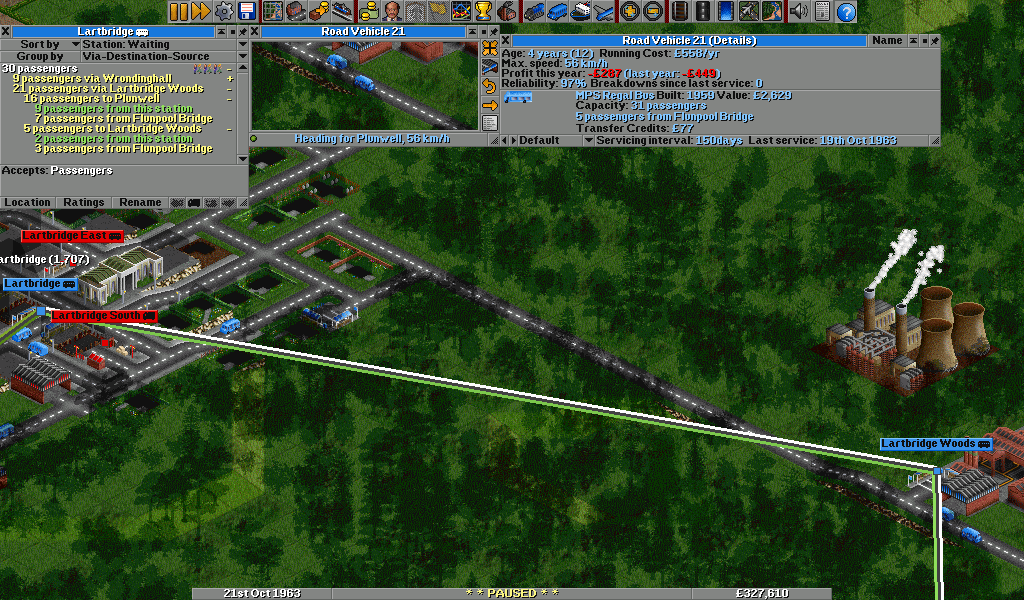 Lartbridge
Sort by
Station: Waiting
Group by
Via-Destination-Source
30 passengers
9 passengers via Wrondinghall
21 passengers via Lartbridge Woods
16 passengers to Plunwell
9 passengers from this station
7 passengers from Flunpool Bridge
5 passengers to Lartbridge Woods
2 passengers from this station
3 passengers from Flunpool Bridge
Accepts: Passengers
Location
Ratings
Rename
Road Vehicle 21
Heading for Plunwell, 56 km/h
Road Vehicle 21 (Details)
Name
Age: 4 years (12) Running Cost: £558/yr
Max. speed: 56 km/h
Profit this year: -£287 (last year: -£449)
Reliability: 97% Breakdowns since last service: 0
MPS Regal Bus Built: 1959 Value: £2,629
Capacity: 31 passengers
5 passengers from Flunpool Bridge
Transfer Credits: £77
Default
Servicing interval: 150days Last service: 19th Oct 1963
Lartbridge East
artbridge (1,707)
Lartbridge
Lartbridge South
Lartbridge Woods
21st Oct 1963
* * PAUSED * *
£327,610